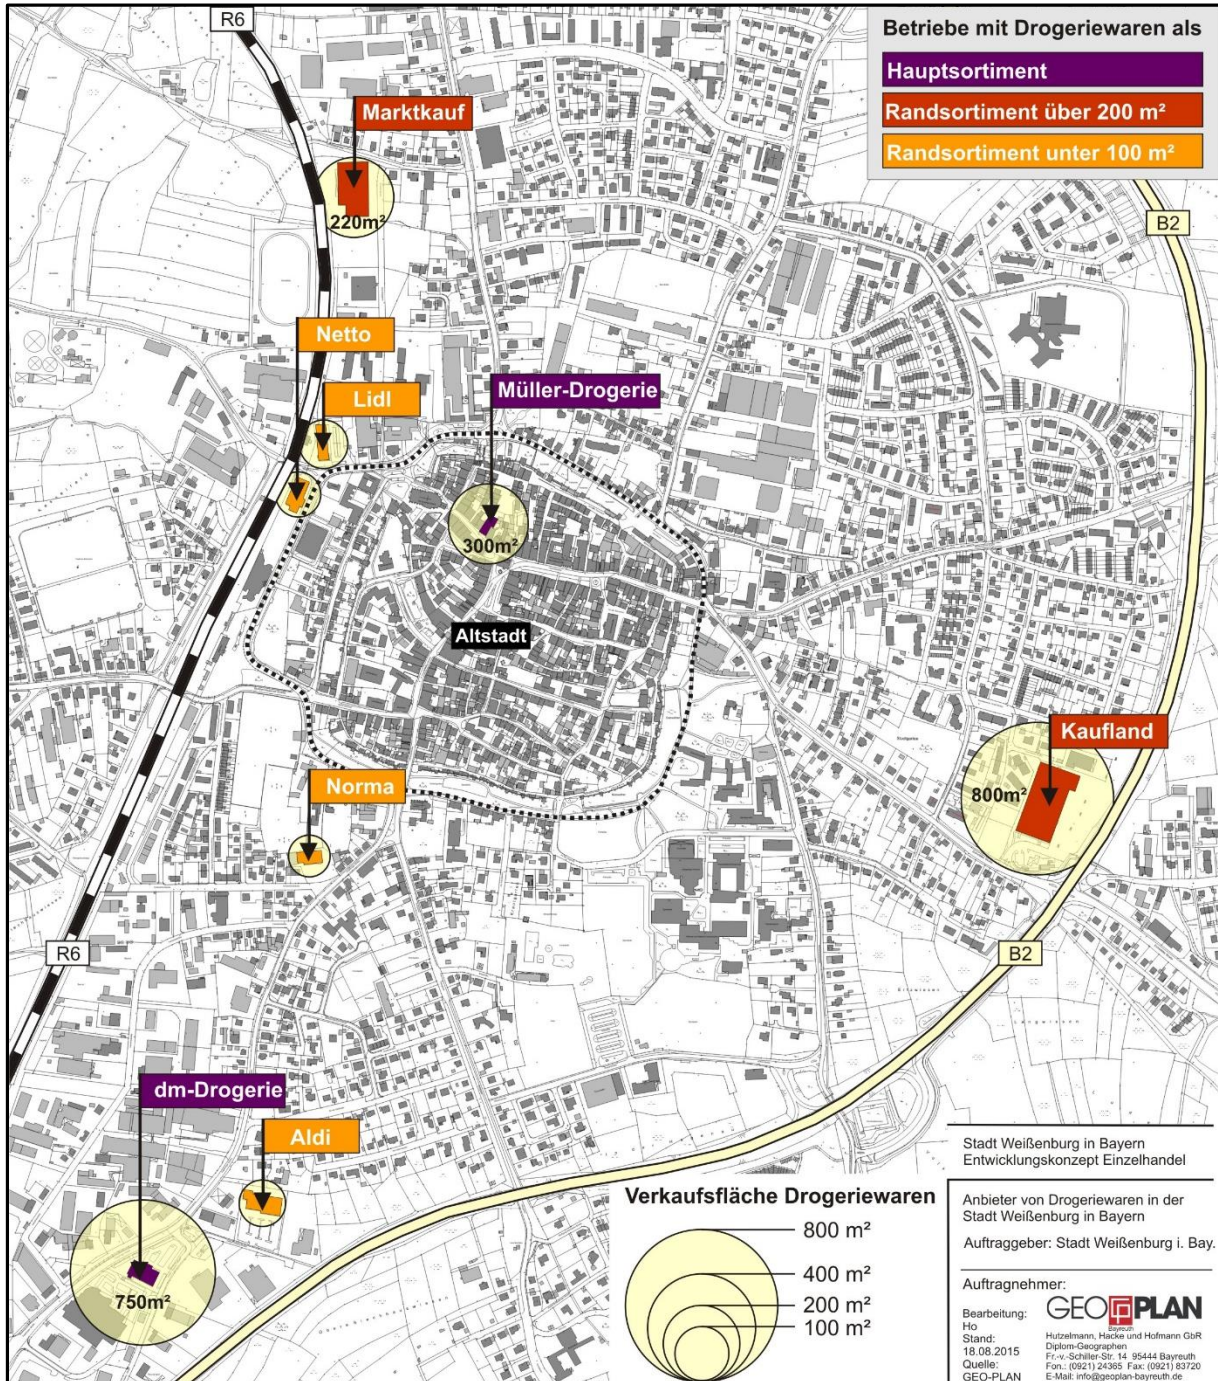 R6
Betriebe mit Drogeriewaren als
Hauptsortiment
Randsortiment über 200 m²
Randsortiment unter 100 m²
Marktkauf
220m²
B2
Netto
Lidl
Müller-Drogerie
300m²
Altstadt
Kaufland
800m²
Norma
R6
B2
dm-Drogerie
Aldi
750m²
Verkaufsfläche Drogeriewaren
800 m²
400 m²
200 m²
100 m²
Stadt Weißenburg in Bayern
Entwicklungskonzept Einzelhandel
Anbieter von Drogeriewaren in der
Stadt Weißenburg in Bayern
Auftraggeber: Stadt Weißenburg i. Bay.
Auftragnehmer:
GEO PLAN
Bayreuth
Bearbeitung:
Ho
Stand:
18.08.2015
Quelle:
GEO-PLAN
Hutzelmann, Hacke und Hofmann GbR
Diplom-Geographen
Fr.-v.-Schiller-Str. 14 95444 Bayreuth
Fon.: (0921) 24365 Fax: (0921) 83720
E-Mail: info@geoplan-bayreuth.de